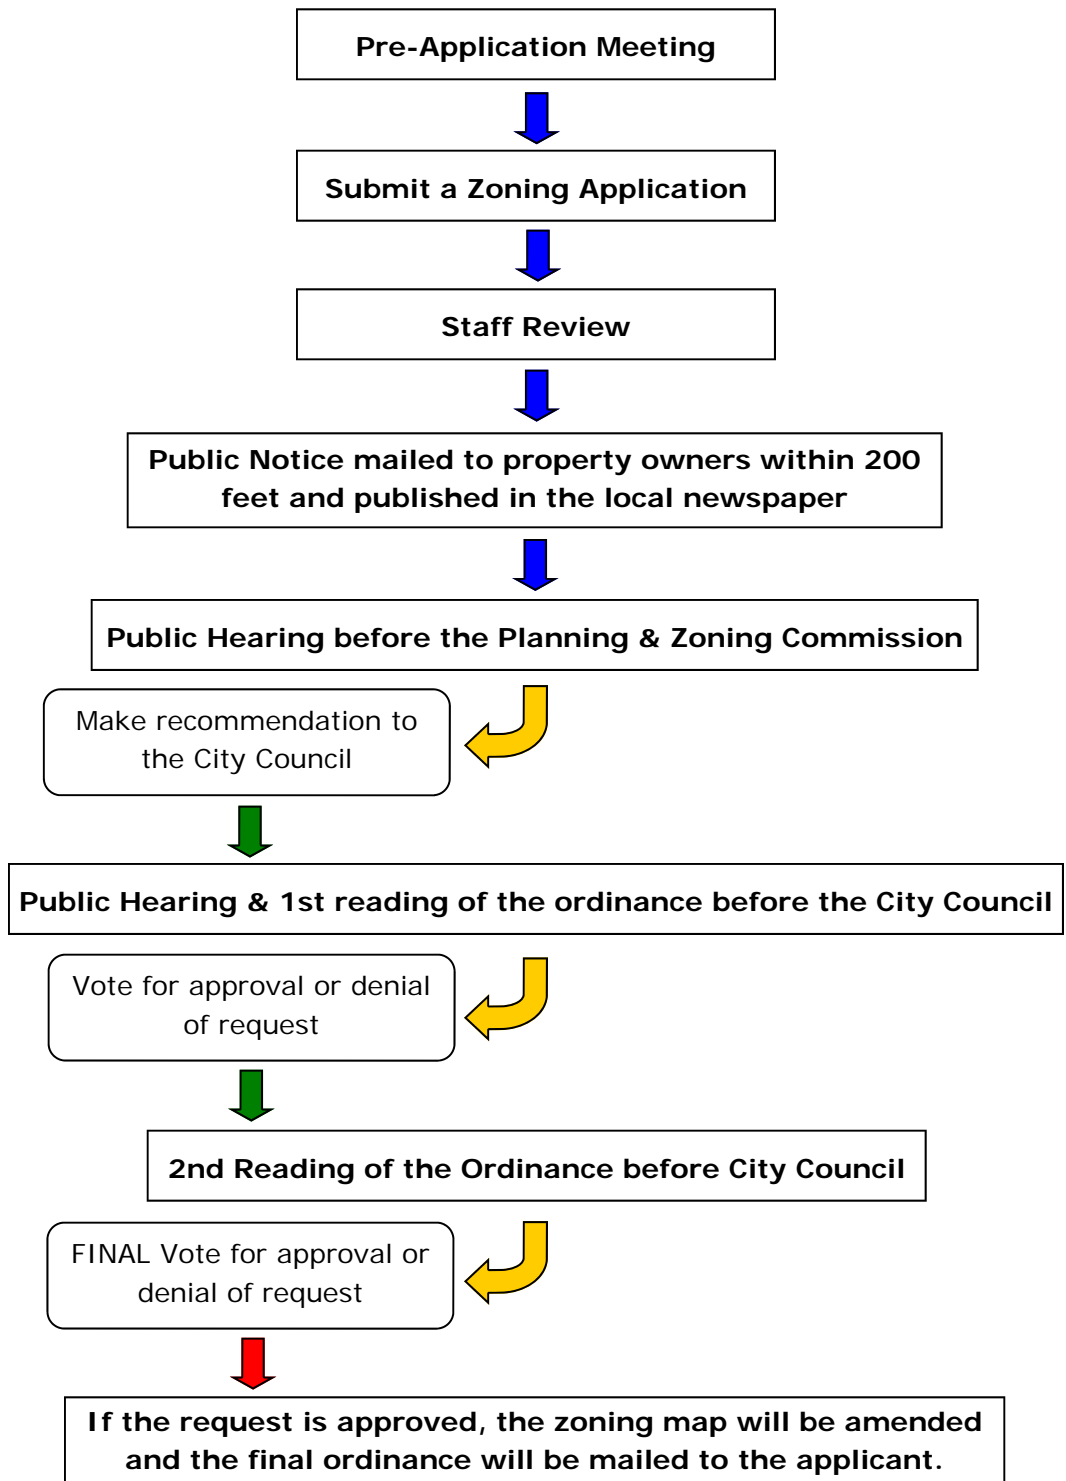 Pre-Application Meeting
Submit a Zoning Application
Staff Review
Public Notice mailed to property owners within 200
feet and published in the local newspaper
Public Hearing before the Planning & Zoning Commission
Make recommendation to
the City Council
Public Hearing & 1st reading of the ordinance before the City Council
Vote for approval or denial
of request
2nd Reading of the Ordinance before City Council
FINAL Vote for approval or
denial of request
If the request is approved, the zoning map will be amended
and the final ordinance will be mailed to the applicant.